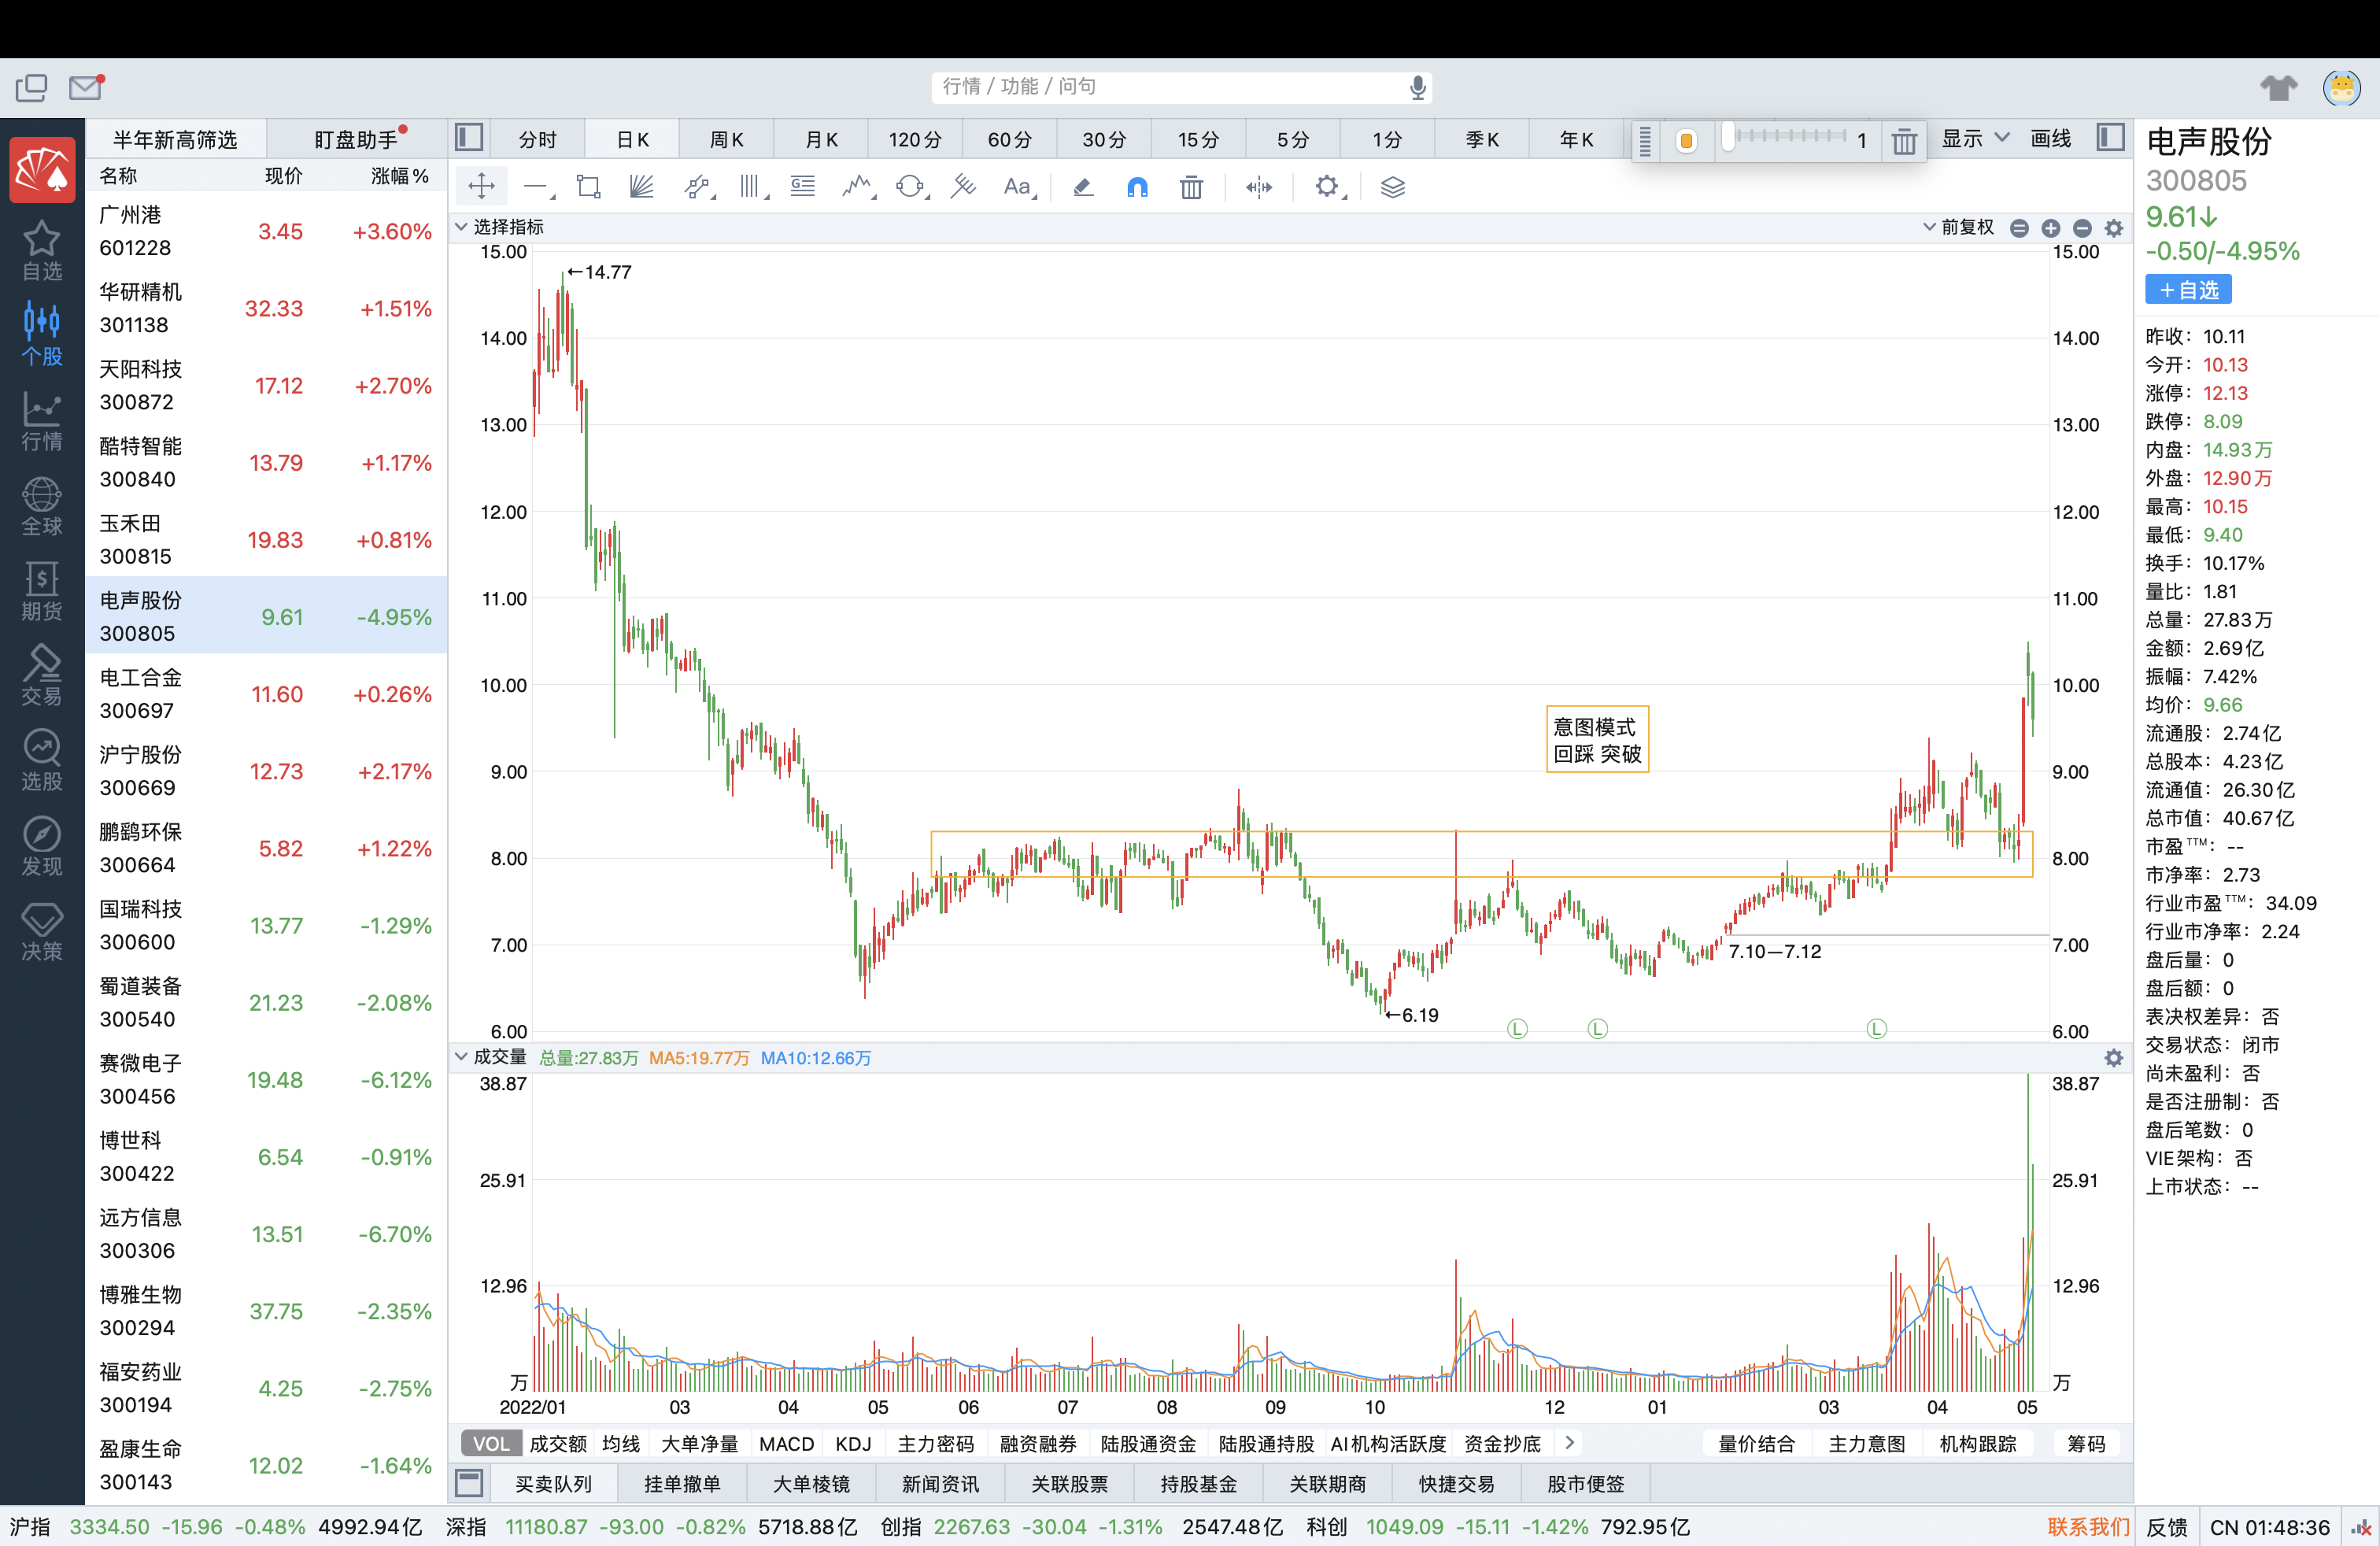 行情 / 功能 / 问句
自选
个股
行情
全球
期货
交易
选股
发现
决策
半年新高筛选 盯盘助手
名称 现价 涨幅%
广州港 3.45 +3.60%
601228
华研精机 32.33 +1.51%
301138
天阳科技 17.12 +2.70%
300872
酷特智能 13.79 +1.17%
300840
玉禾田 19.83 +0.81%
300815
电声股份 9.61 -4.95%
300805
电工合金 11.60 +0.26%
300697
沪宁股份 12.73 +2.17%
300669
鹏鹞环保 5.82 +1.22%
300664
国瑞科技 13.77 -1.29%
300600
蜀道装备 21.23 -2.08%
300540
赛微电子 19.48 -6.12%
300456
博世科 6.54 -0.91%
300422
远方信息 13.51 -6.70%
300306
博雅生物 37.75 -2.35%
300294
福安药业 4.25 -2.75%
300194
盈康生命 12.02 -1.64%
300143
分时 日K 周K 月K 120分 60分 30分 15分 5分 1分 季K 年K 1 显示 画线
Aa
选择指标 前复权
15.00 15.00
←14.77
14.00 14.00
13.00 13.00
12.00 12.00
11.00 11.00
10.00 10.00
意图模式
回踩 突破
9.00 9.00
8.00 8.00
7.00 7.00
7.10—7.12
←6.19
6.00 L L L 6.00
成交量 总量:27.83万 MA5:19.77万 MA10:12.66万
38.87 38.87
25.91 25.91
12.96 12.96
万 万
2022/01 03 04 05 06 07 08 09 10 12 01 03 04 05
VOL 成交额 均线 大单净量 MACD KDJ 主力密码 融资融券 陆股通资金 陆股通持股 AI机构活跃度 资金抄底 量价结合 主力意图 机构跟踪 筹码
买卖队列 挂单撤单 大单棱镜 新闻资讯 关联股票 持股基金 关联期商 快捷交易 股市便签
电声股份
300805
9.61↓
-0.50/-4.95%
+自选
昨收: 10.11
今开: 10.13
涨停: 12.13
跌停: 8.09
内盘: 14.93万
外盘: 12.90万
最高: 10.15
最低: 9.40
换手: 10.17%
量比: 1.81
总量: 27.83万
金额: 2.69亿
振幅: 7.42%
均价: 9.66
流通股: 2.74亿
总股本: 4.23亿
流通值: 26.30亿
总市值: 40.67亿
市盈TTM: --
市净率: 2.73
行业市盈TTM: 34.09
行业市净率: 2.24
盘后量: 0
盘后额: 0
表决权差异: 否
交易状态: 闭市
尚未盈利: 否
是否注册制: 否
盘后笔数: 0
VIE架构: 否
上市状态: --
沪指 3334.50 -15.96 -0.48% 4992.94亿 深指 11180.87 -93.00 -0.82% 5718.88亿 创指 2267.63 -30.04 -1.31% 2547.48亿 科创 1049.09 -15.11 -1.42% 792.95亿 联系我们 反馈 CN 01:48:36